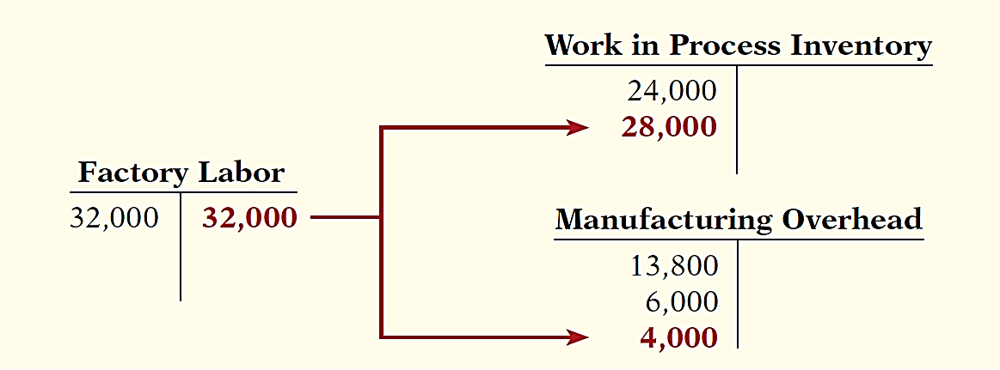 Work in Process Inventory
24,000
28,000
Factory Labor
32,000 32,000
Manufacturing Overhead
13,800
6,000
4,000